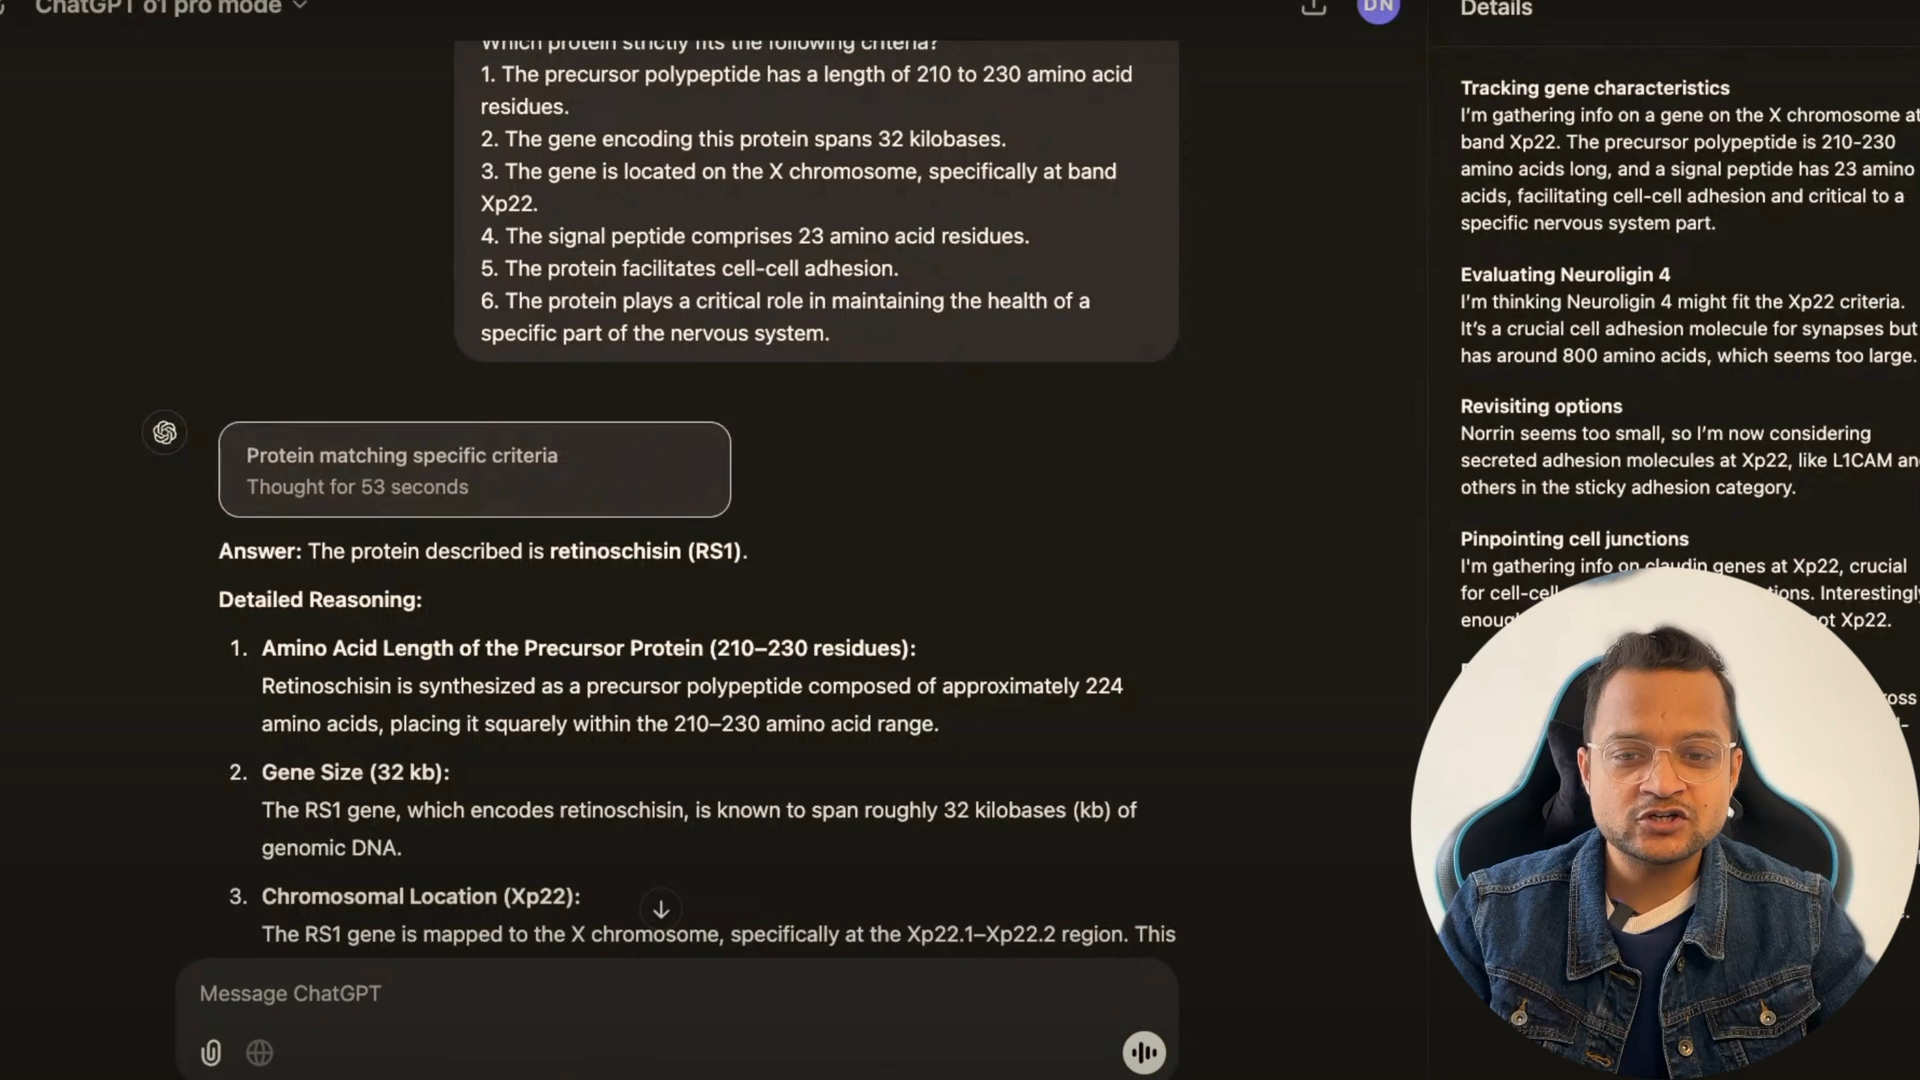 ChatGPT o1 pro mode
DN
Which protein strictly fits the following criteria?
1. The precursor polypeptide has a length of 210 to 230 amino acid
residues.
2. The gene encoding this protein spans 32 kilobases.
3. The gene is located on the X chromosome, specifically at band
Xp22.
4. The signal peptide comprises 23 amino acid residues.
5. The protein facilitates cell-cell adhesion.
6. The protein plays a critical role in maintaining the health of a
specific part of the nervous system.
Protein matching specific criteria
Thought for 53 seconds
Answer: The protein described is retinoschisin (RS1).
Detailed Reasoning:
1. Amino Acid Length of the Precursor Protein (210–230 residues):
Retinoschisin is synthesized as a precursor polypeptide composed of approximately 224
amino acids, placing it squarely within the 210–230 amino acid range.
2. Gene Size (32 kb):
The RS1 gene, which encodes retinoschisin, is known to span roughly 32 kilobases (kb) of
genomic DNA.
3. Chromosomal Location (Xp22):
The RS1 gene is mapped to the X chromosome, specifically at the Xp22.1–Xp22.2 region. This
Message ChatGPT
Details
Tracking gene characteristics
I'm gathering info on a gene on the X chromosome at
band Xp22. The precursor polypeptide is 210-230
amino acids long, and a signal peptide has 23 amino
acids, facilitating cell-cell adhesion and critical to a
specific nervous system part.
Evaluating Neuroligin 4
I'm thinking Neuroligin 4 might fit the Xp22 criteria.
It's a crucial cell adhesion molecule for synapses but
has around 800 amino acids, which seems too large.
Revisiting options
Norrin seems too small, so I'm now considering
secreted adhesion molecules at Xp22, like L1CAM an
others in the sticky adhesion category.
Pinpointing cell junctions
I'm gathering info on claudin genes at Xp22, crucial
for cell-cell ions. Interestingly
enoug ot Xp22.
oss